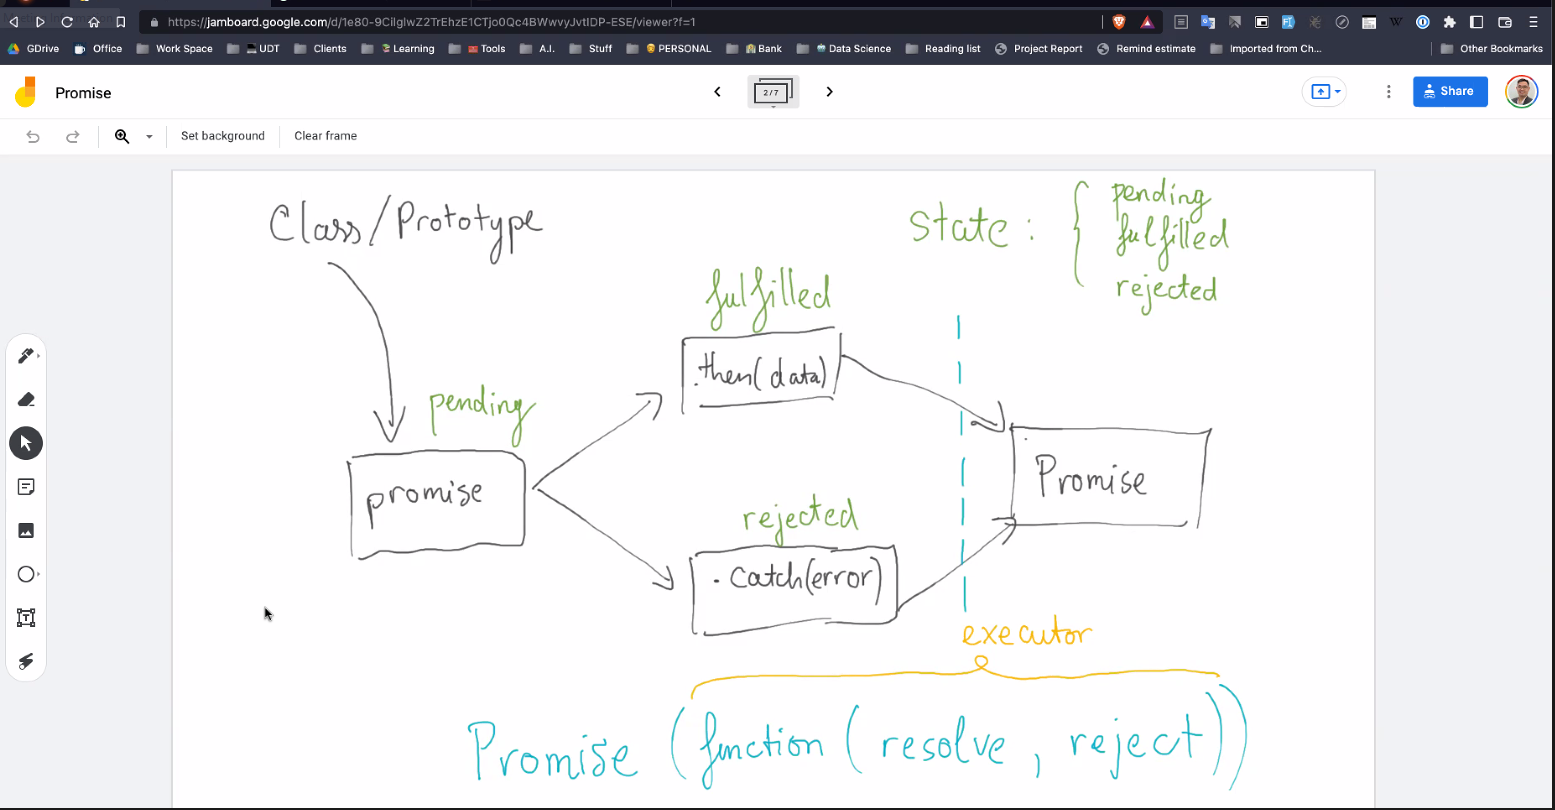 https://jamboard.google.com/d/1e80-9CiIgIwZ2TrEhzE1CTjo0Qc4BWwvyJvtIDP-ESE/viewer?f=1
GDrive Office Work Space UDT Clients Learning Tools A.I. Stuff PERSONAL Bank Data Science Reading list Project Report Remind estimate Imported from Ch... Other Bookmarks
Promise 2/7 Share
Set background Clear frame
Class/Prototype
State : { pending
fulfilled
rejected
fulfilled
.then(data)
pending
promise
Promise
rejected
.catch(error)
executor
Promise (function (resolve, reject))